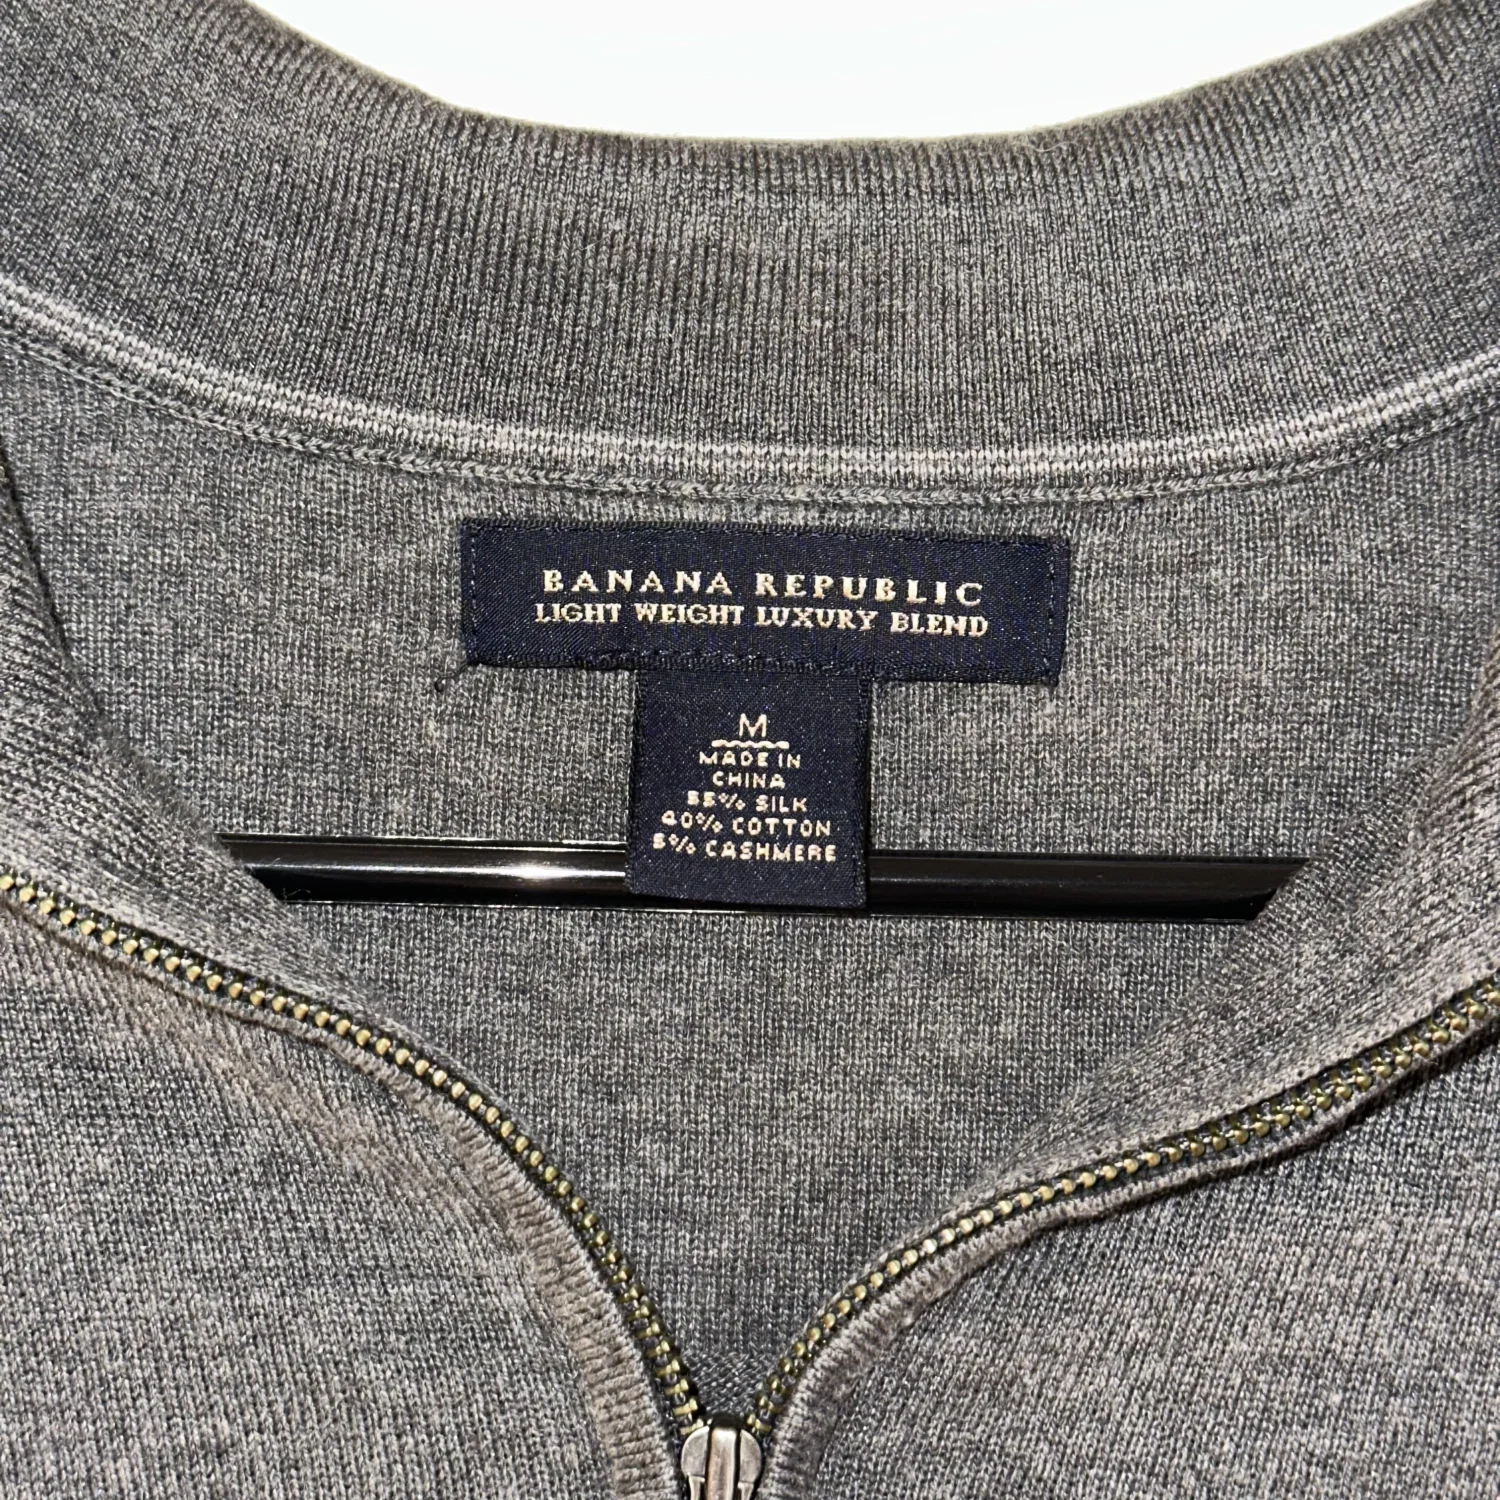 BANANA REPUBLIC
LIGHT WEIGHT LUXURY BLEND
M
MADE IN
CHINA
55% SILK
40% COTTON
5% CASHMERE